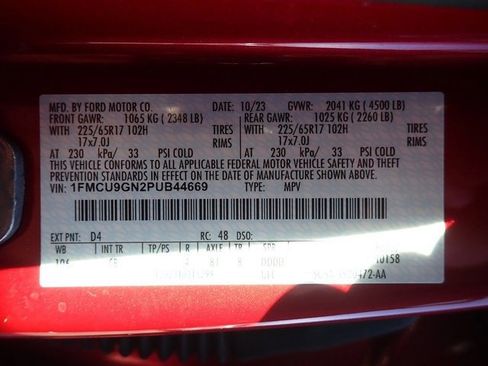 MFD. BY FORD MOTOR CO. 10/23 GVWR: 2041 KG ( 4500 LB)
FRONT GAWR: 1065 KG ( 2348 LB) REAR GAWR: 1025 KG ( 2260 LB)
WITH 225/65R17 102H TIRES WITH 225/65R17 102H TIRES
17x7.0J RIMS 17x7.0J RIMS
AT 230 kPa/ 33 PSI COLD AT 230 kPa/ 33 PSI COLD
THIS VEHICLE CONFORMS TO ALL APPLICABLE FEDERAL MOTOR VEHICLE SAFETY AND THEFT
PREVENTION STANDARDS IN EFFECT ON THE DATE OF MANUFACTURE SHOWN ABOVE.
VIN: 1FMCU9GN2PUB44669 TYPE: MPV
EXT PNT: D4 RC: 48 DSO:
WB INT TR TP/PS R AXLE TR
8